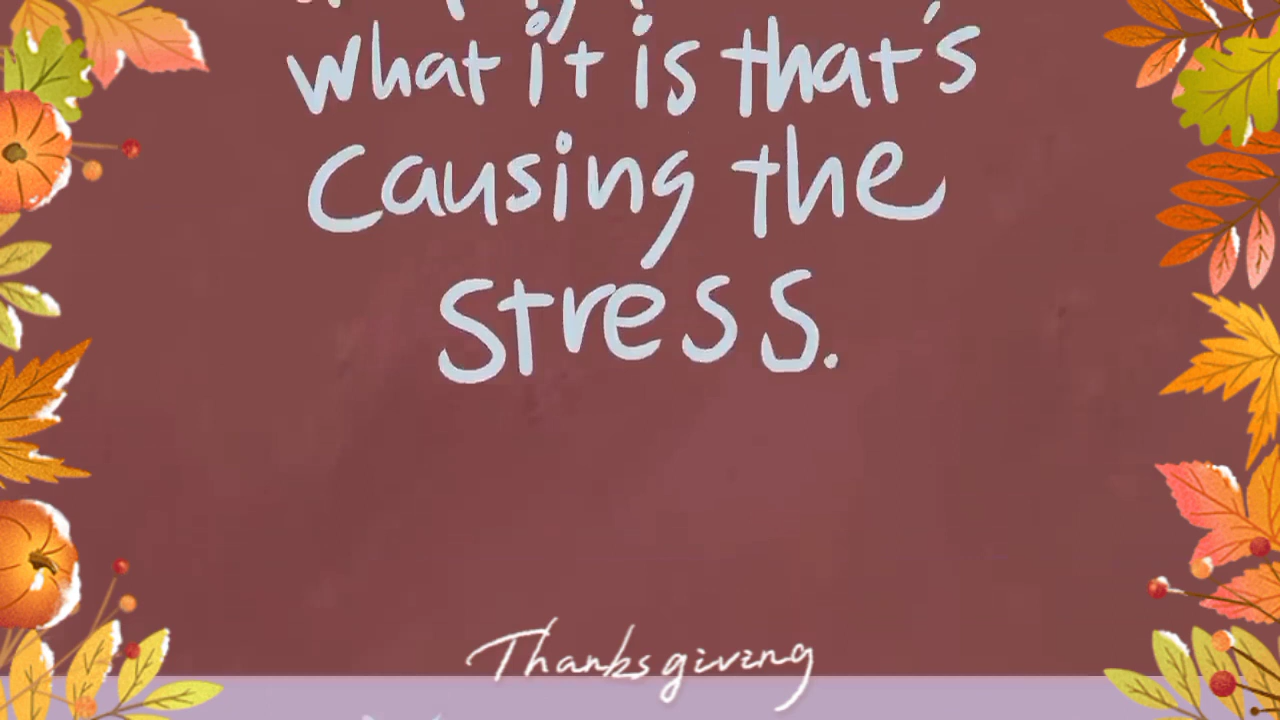 what it is that's
causing the
stress.
Thanksgiving